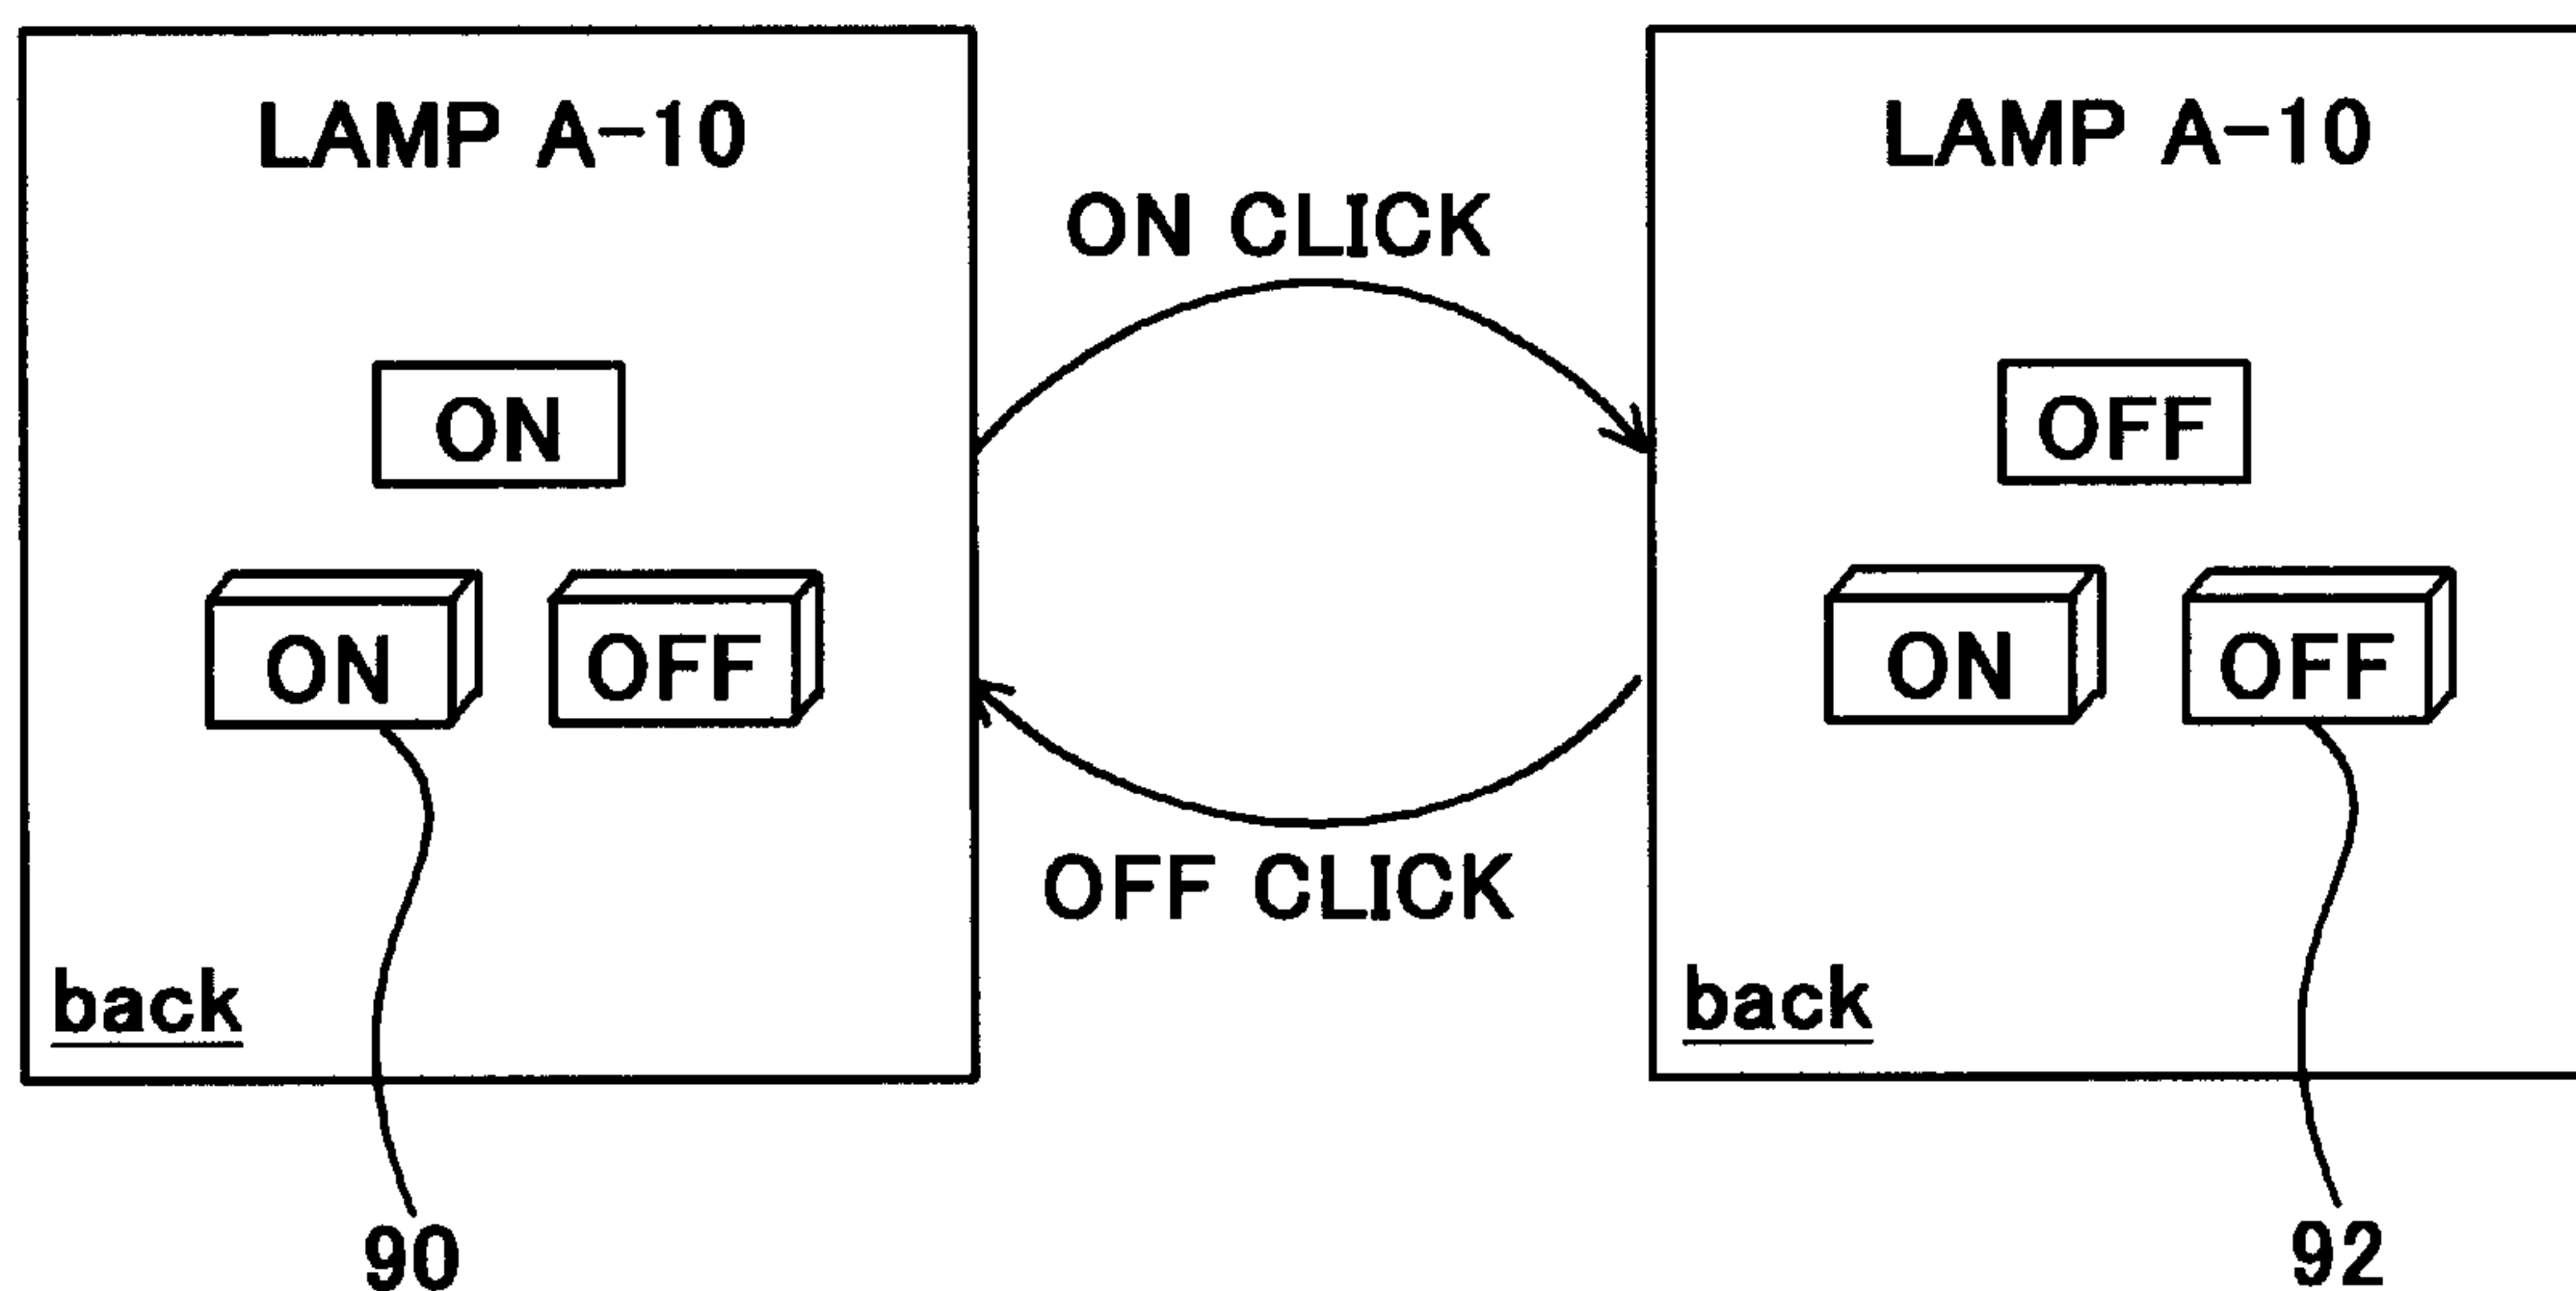 LAMP A-10
ON
ON OFF
back
90
ON CLICK
OFF CLICK
LAMP A-10
OFF
ON OFF
back
92